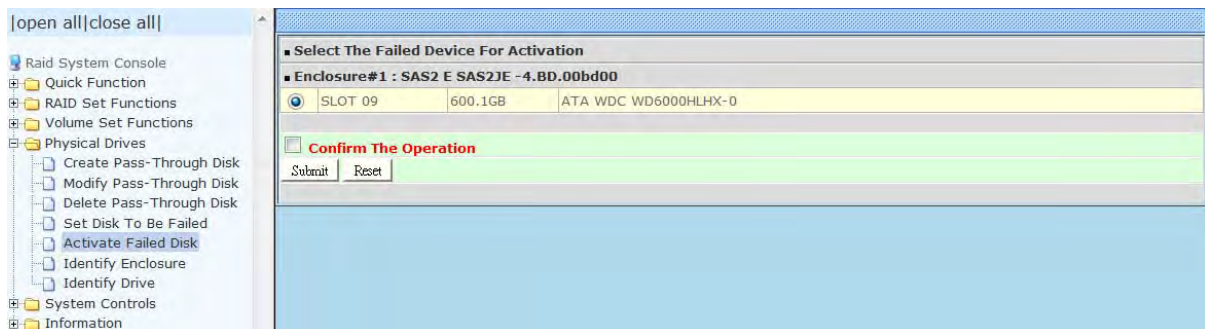 |open all|close all|
Raid System Console
Quick Function
RAID Set Functions
Volume Set Functions
Physical Drives
Create Pass-Through Disk
Modify Pass-Through Disk
Delete Pass-Through Disk
Set Disk To Be Failed
Activate Failed Disk
Identify Enclosure
Identify Drive
System Controls
Information
Select The Failed Device For Activation
Enclosure#1 : SAS2 E SAS2JE -4.BD.00bd00
SLOT 09 600.1GB ATA WDC WD6000HLHX-0
Confirm The Operation
Submit Reset